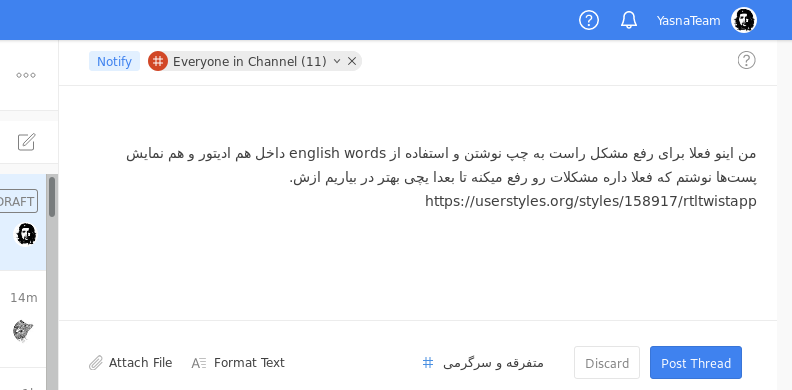 YasnaTeam
Notify
Everyone in Channel (11)
DRAFT
14m
من اینو فعلا برای رفع مشکل راست به چپ نوشتن و استفاده از english words داخل هم ادیتور و هم نمایش
پست‌ها نوشتم که فعلا داره مشکلات رو رفع میکنه تا بعدا یچی بهتر در بیاریم ازش.
https://userstyles.org/styles/158917/rtltwistapp
Attach File
Format Text
# متفرقه و سرگرمی
Discard
Post Thread